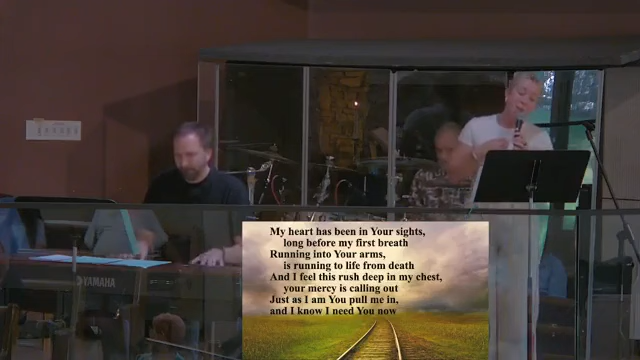 YAMAHA
My heart has been in Your sights,
long before my first breath
Running into Your arms,
is running to life from death
And I feel this rush deep in my chest,
your mercy is calling out
Just as I am You pull me in,
and I know I need You now